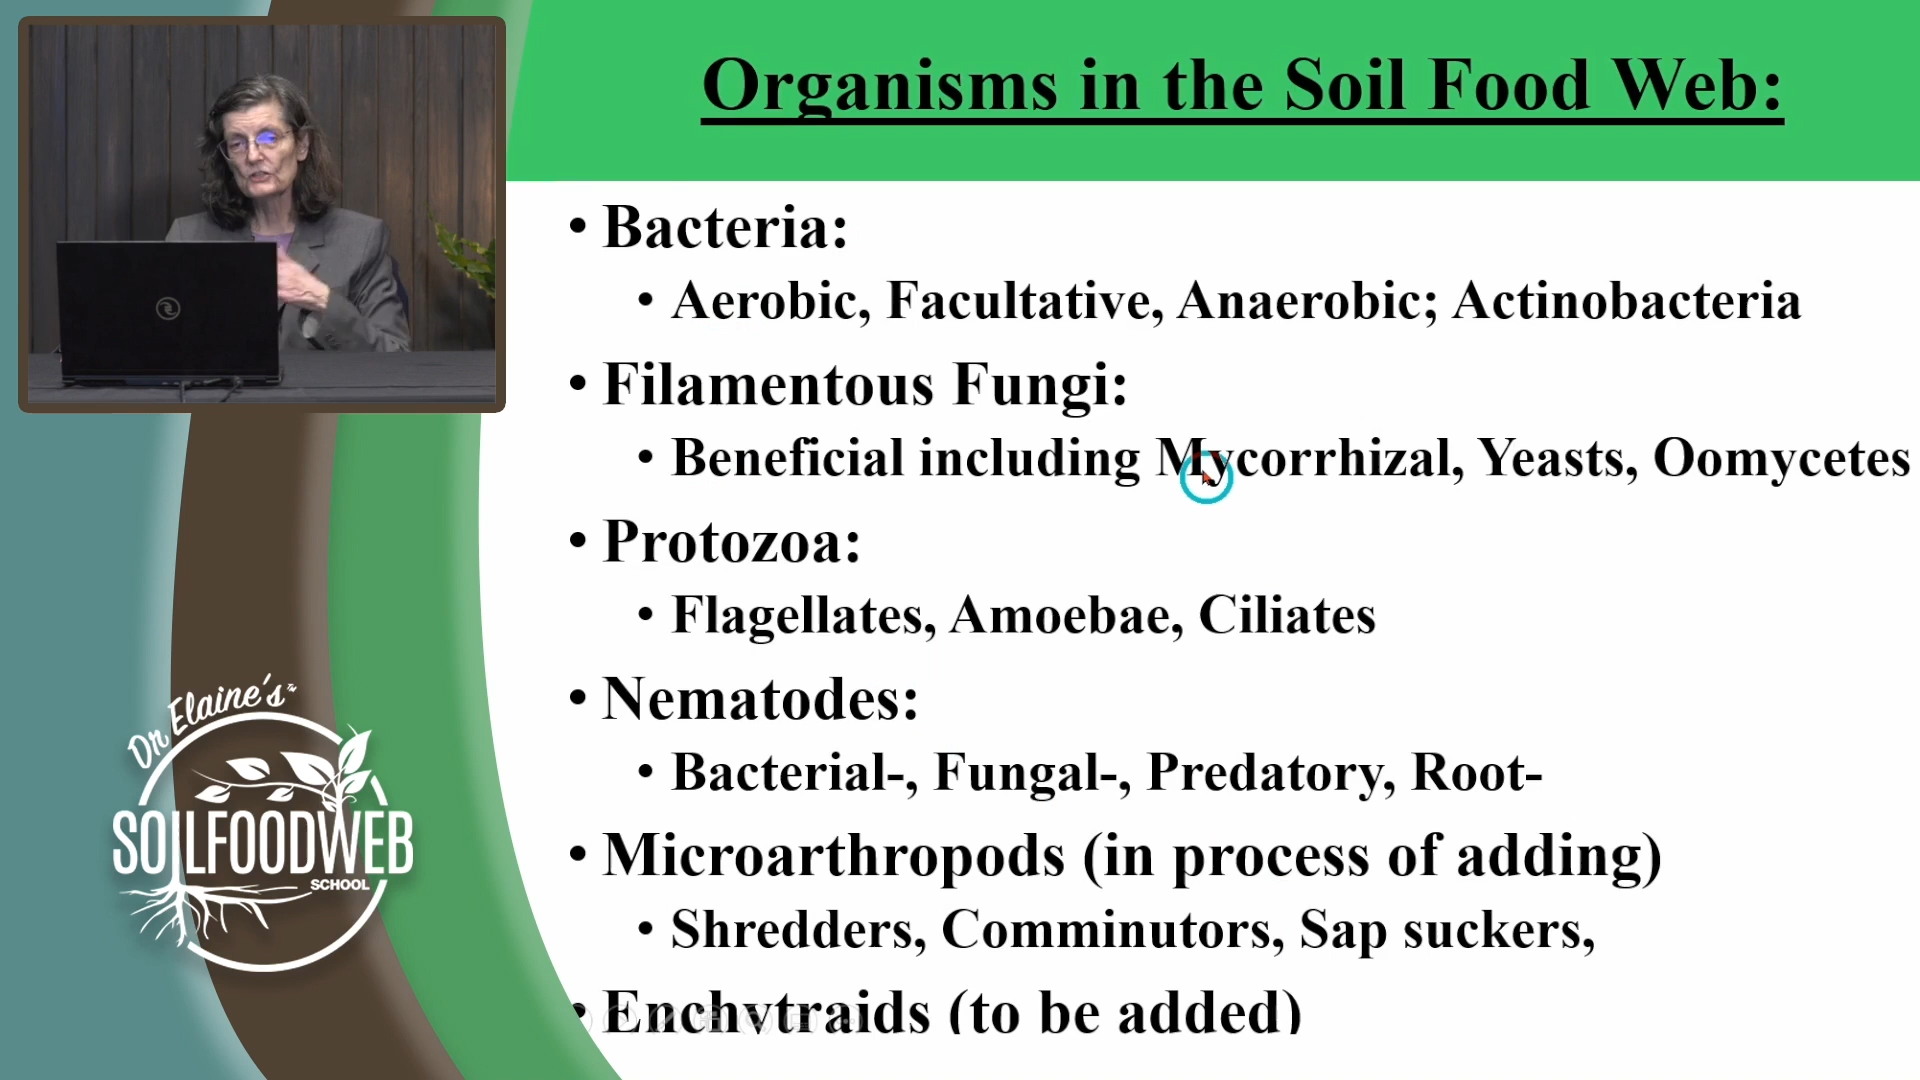 Organisms in the Soil Food Web:
• Bacteria:
• Aerobic, Facultative, Anaerobic; Actinobacteria
• Filamentous Fungi:
• Beneficial including Mycorrhizal, Yeasts, Oomycetes
• Protozoa:
• Flagellates, Amoebae, Ciliates
• Nematodes:
• Bacterial-, Fungal-, Predatory, Root-
• Microarthropods (in process of adding)
• Shredders, Comminutors, Sap suckers,
• Enchytraids (to be added)
Dr Elaine's™
SOILFOODWEB
SCHOOL